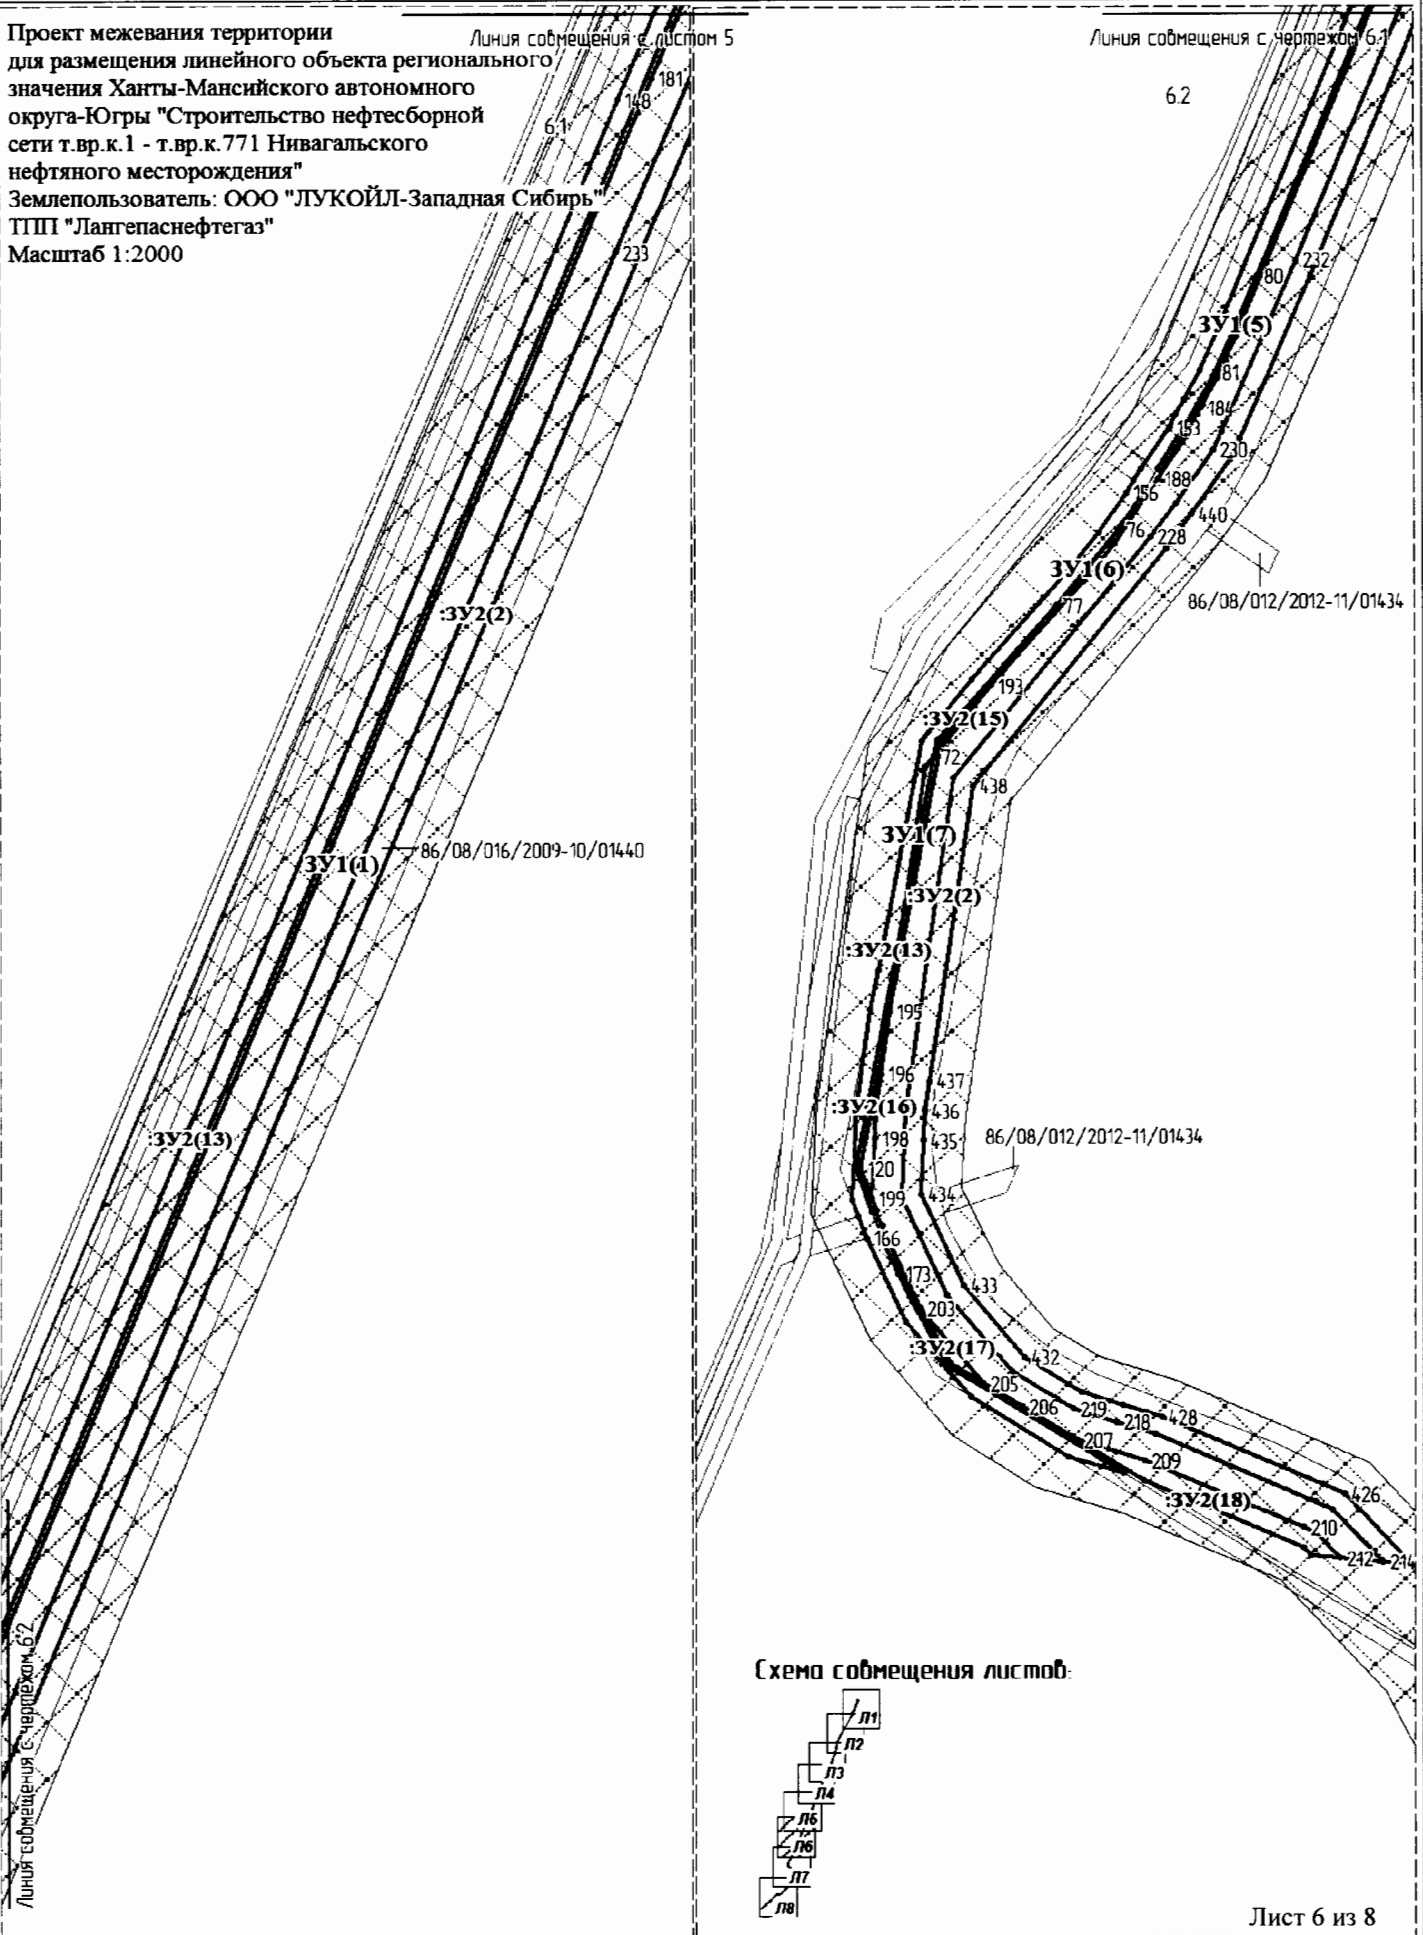 Проект межевания территории
для размещения линейного объекта регионального
значения Ханты-Мансийского автономного
округа-Югры "Строительство нефтесборной
сети т.вр.к.1 - т.вр.к.771 Нивагальского
нефтяного месторождения"
Землепользователь: ООО "ЛУКОЙЛ-Западная Сибирь"
ТПП "Лангепаснефтегаз"
Масштаб 1:2000
Линия совмещения с листом 5
181
148
6.1
233
:ЗУ2(2)
ЗУ1(1)
86/08/016/2009-10/01440
:ЗУ2(13)
Линия совмещения с чертежом 6.2
Линия совмещения с чертежом 6.1
6.2
232
80
ЗУ1(5)
81
184
153
230
188
156
440
76
228
ЗУ1(6)
86/08/012/2012-11/01434
77
193
:ЗУ2(15)
72
438
ЗУ1(7)
:ЗУ2(2)
:ЗУ2(13)
195
196
437
:ЗУ2(16)
436
198
435
86/08/012/2012-11/01434
120
199
434
166
173
433
203
:ЗУ2(17)
432
205
206
219
218
428
207
209
426
:ЗУ2(18)
210
212
214
Схема совмещения листов:
Л1
Л2
Л3
Л4
Л6
Л6
Л7
Л8
Лист 6 из 8